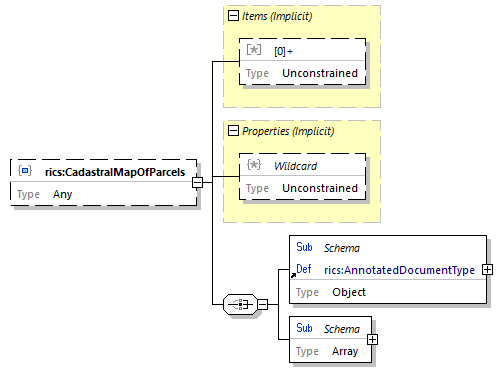 Items (Implicit)
[*] [0]+
Type Unconstrained
Properties (Implicit)
{*} Wildcard
Type Unconstrained
rics:CadastralMapOfParcels
Type Any
Sub Schema
Def rics:AnnotatedDocumentType
Type Object
Sub Schema
Type Array